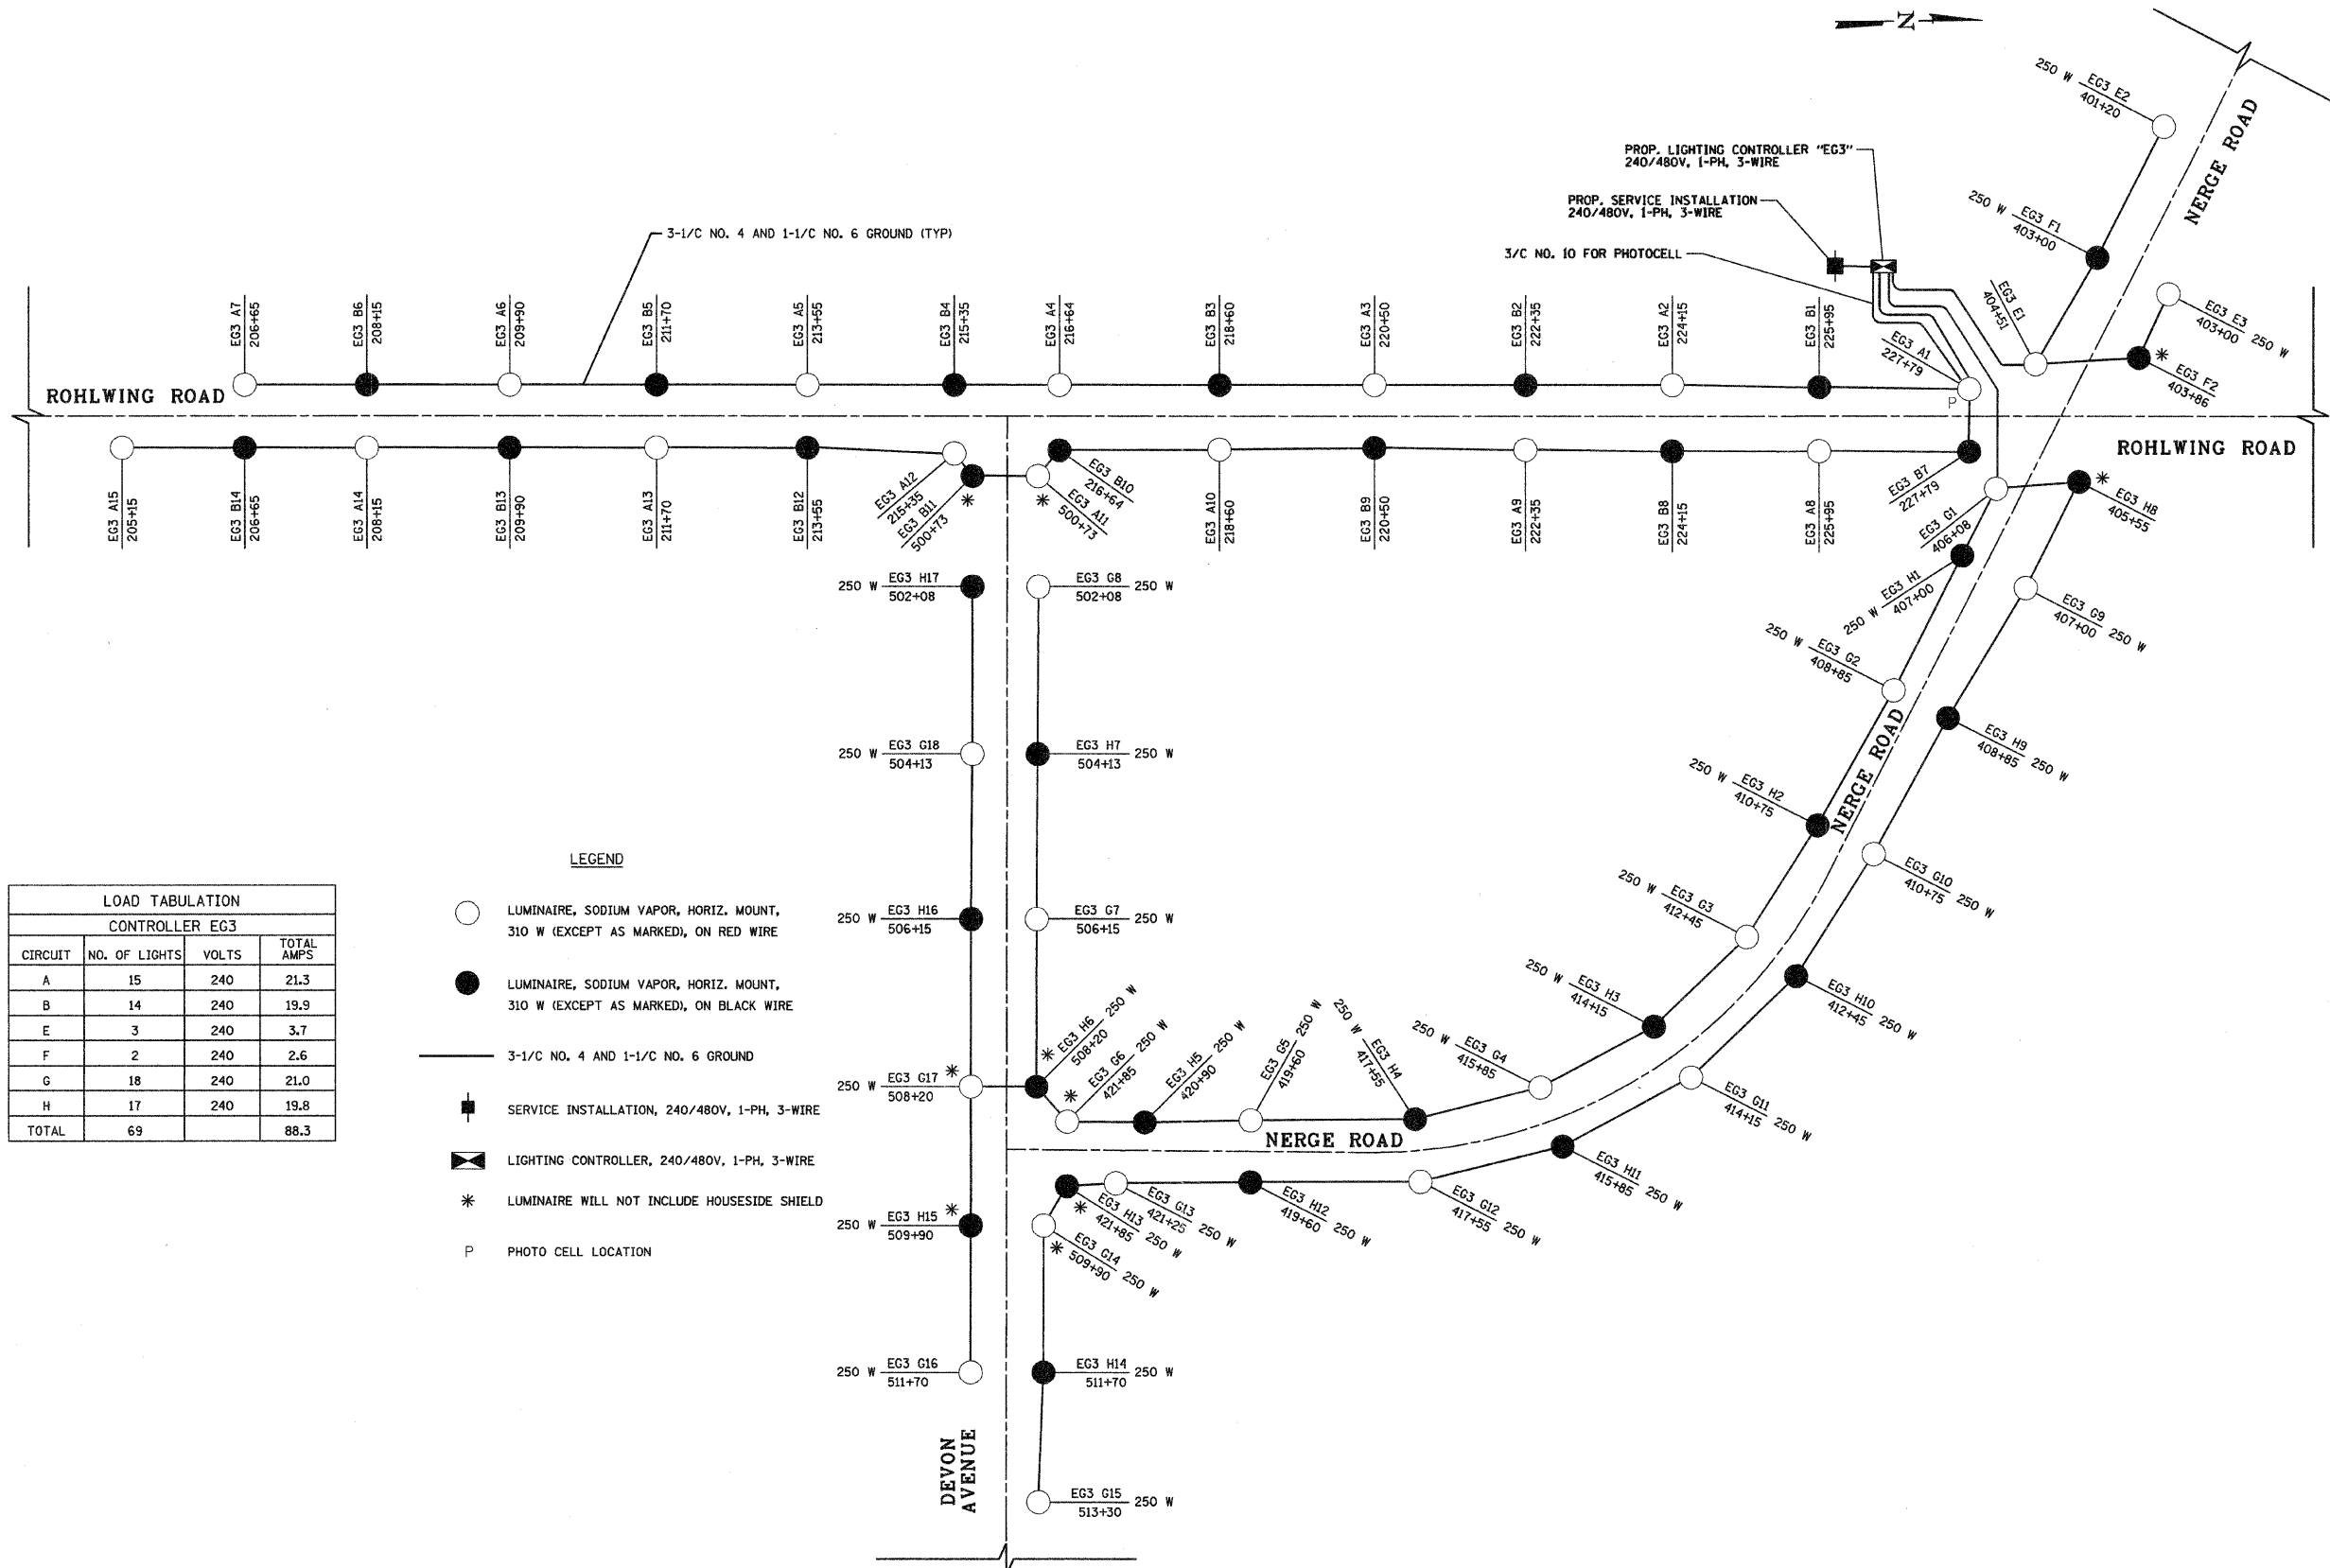 N
250 W EG3 E2
401+20
NERGE ROAD
PROP. LIGHTING CONTROLLER "EG3"
240/480V, 1-PH, 3-WIRE
PROP. SERVICE INSTALLATION
240/480V, 1-PH, 3-WIRE
3/C NO. 10 FOR PHOTOCELL
250 W EG3 F1
403+00
EG3 E1
404+51
EG3 E3
403+00 250 W
* EG3 F2
403+86
3-1/C NO. 4 AND 1-1/C NO. 6 GROUND (TYP)
EG3 A7
206+65
EG3 B6
208+15
EG3 A6
209+90
EG3 B5
211+70
EG3 A5
213+55
EG3 B4
215+35
EG3 A4
216+64
EG3 B3
218+60
EG3 A3
220+50
EG3 B2
222+35
EG3 A2
224+15
EG3 B1
225+95
EG3 A1
227+79
P
ROHLWING ROAD
ROHLWING ROAD
EG3 A15
205+15
EG3 B14
206+65
EG3 A14
208+15
EG3 B13
209+90
EG3 A13
211+70
EG3 B12
213+55
EG3 A12
215+35
EG3 B11
500+73
*
EG3 B10
216+64
* EG3 A11
500+73
EG3 A10
218+60
EG3 B9
220+50
EG3 A9
222+35
EG3 B8
224+15
EG3 A8
225+95
EG3 B7
227+79
EG3 G1
406+08
* EG3 H8
405+55
250 W EG3 H1
407+00
EG3 G9
407+00 250 W
250 W EG3 G2
408+85
EG3 H9
408+85 250 W
NERGE ROAD
250 W EG3 H2
410+75
EG3 G10
410+75 250 W
250 W EG3 G3
412+45
EG3 H10
412+45 250 W
250 W EG3 H3
414+15
EG3 G11
414+15 250 W
250 W EG3 G4
415+85
EG3 H11
415+85 250 W
250 W EG3 H4
417+55
EG3 G12
417+55 250 W
EG3 G5 250 W
419+60
EG3 H12
419+60 250 W
EG3 H5 250 W
420+90
* EG3 G6 250 W
421+85
* EG3 H6 250 W
508+20
NERGE ROAD
EG3 G13
421+25 250 W
* EG3 H13
421+85 250 W
EG3 G14
* 509+90 250 W
250 W EG3 H17
502+08
EG3 G8 250 W
502+08
250 W EG3 G18
504+13
EG3 H7 250 W
504+13
250 W EG3 H16
506+15
EG3 G7 250 W
506+15
250 W EG3 G17 *
508+20
250 W EG3 H15 *
509+90
250 W EG3 G16
511+70
EG3 H14 250 W
511+70
EG3 G15 250 W
513+30
DEVON
AVENUE
LOAD TABULATION
CONTROLLER EG3
CIRCUIT NO. OF LIGHTS VOLTS TOTAL AMPS
A 15 240 21.3
B 14 240 19.9
E 3 240 3.7
F 2 240 2.6
G 18 240 21.0
H 17 240 19.8
TOTAL 69 88.3
LEGEND
LUMINAIRE, SODIUM VAPOR, HORIZ. MOUNT,
310 W (EXCEPT AS MARKED), ON RED WIRE
LUMINAIRE, SODIUM VAPOR, HORIZ. MOUNT,
310 W (EXCEPT AS MARKED), ON BLACK WIRE
3-1/C NO. 4 AND 1-1/C NO. 6 GROUND
SERVICE INSTALLATION, 240/480V, 1-PH, 3-WIRE
LIGHTING CONTROLLER, 240/480V, 1-PH, 3-WIRE
* LUMINAIRE WILL NOT INCLUDE HOUSESIDE SHIELD
P PHOTO CELL LOCATION